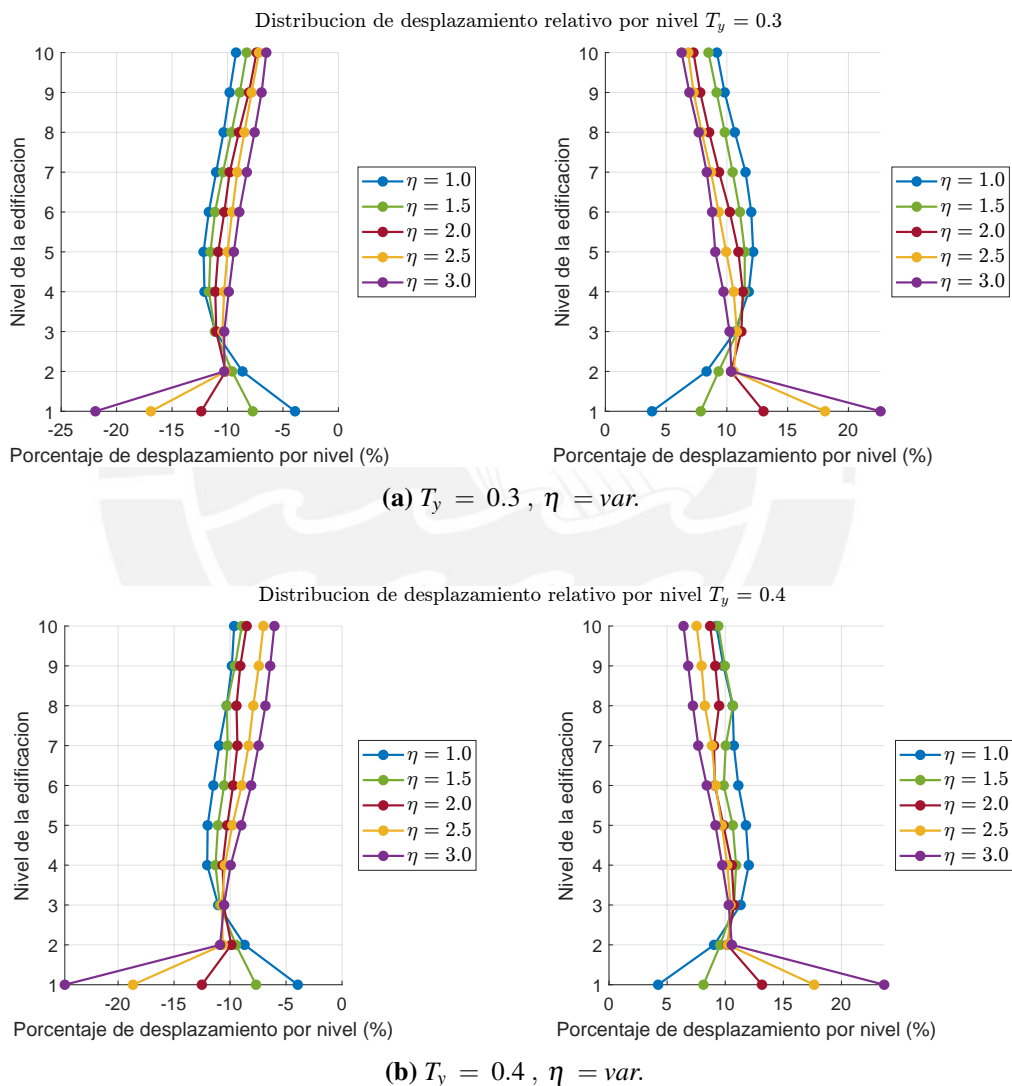 Distribucion de desplazamiento relativo por nivel T_y = 0.3
10
9
8
7
6
5
4
3
2
1
Nivel de la edificacion
-25 -20 -15 -10 -5 0
Porcentaje de desplazamiento por nivel (%)
η = 1.0
η = 1.5
η = 2.0
η = 2.5
η = 3.0
10
9
8
7
6
5
4
3
2
1
Nivel de la edificacion
0 5 10 15 20
Porcentaje de desplazamiento por nivel (%)
η = 1.0
η = 1.5
η = 2.0
η = 2.5
η = 3.0
(a) T_y = 0.3 , η = var.
Distribucion de desplazamiento relativo por nivel T_y = 0.4
10
9
8
7
6
5
4
3
2
1
Nivel de la edificacion
-20 -15 -10 -5 0
Porcentaje de desplazamiento por nivel (%)
η = 1.0
η = 1.5
η = 2.0
η = 2.5
η = 3.0
10
9
8
7
6
5
4
3
2
1
Nivel de la edificacion
0 5 10 15 20
Porcentaje de desplazamiento por nivel (%)
η = 1.0
η = 1.5
η = 2.0
η = 2.5
η = 3.0
(b) T_y = 0.4 , η = var.